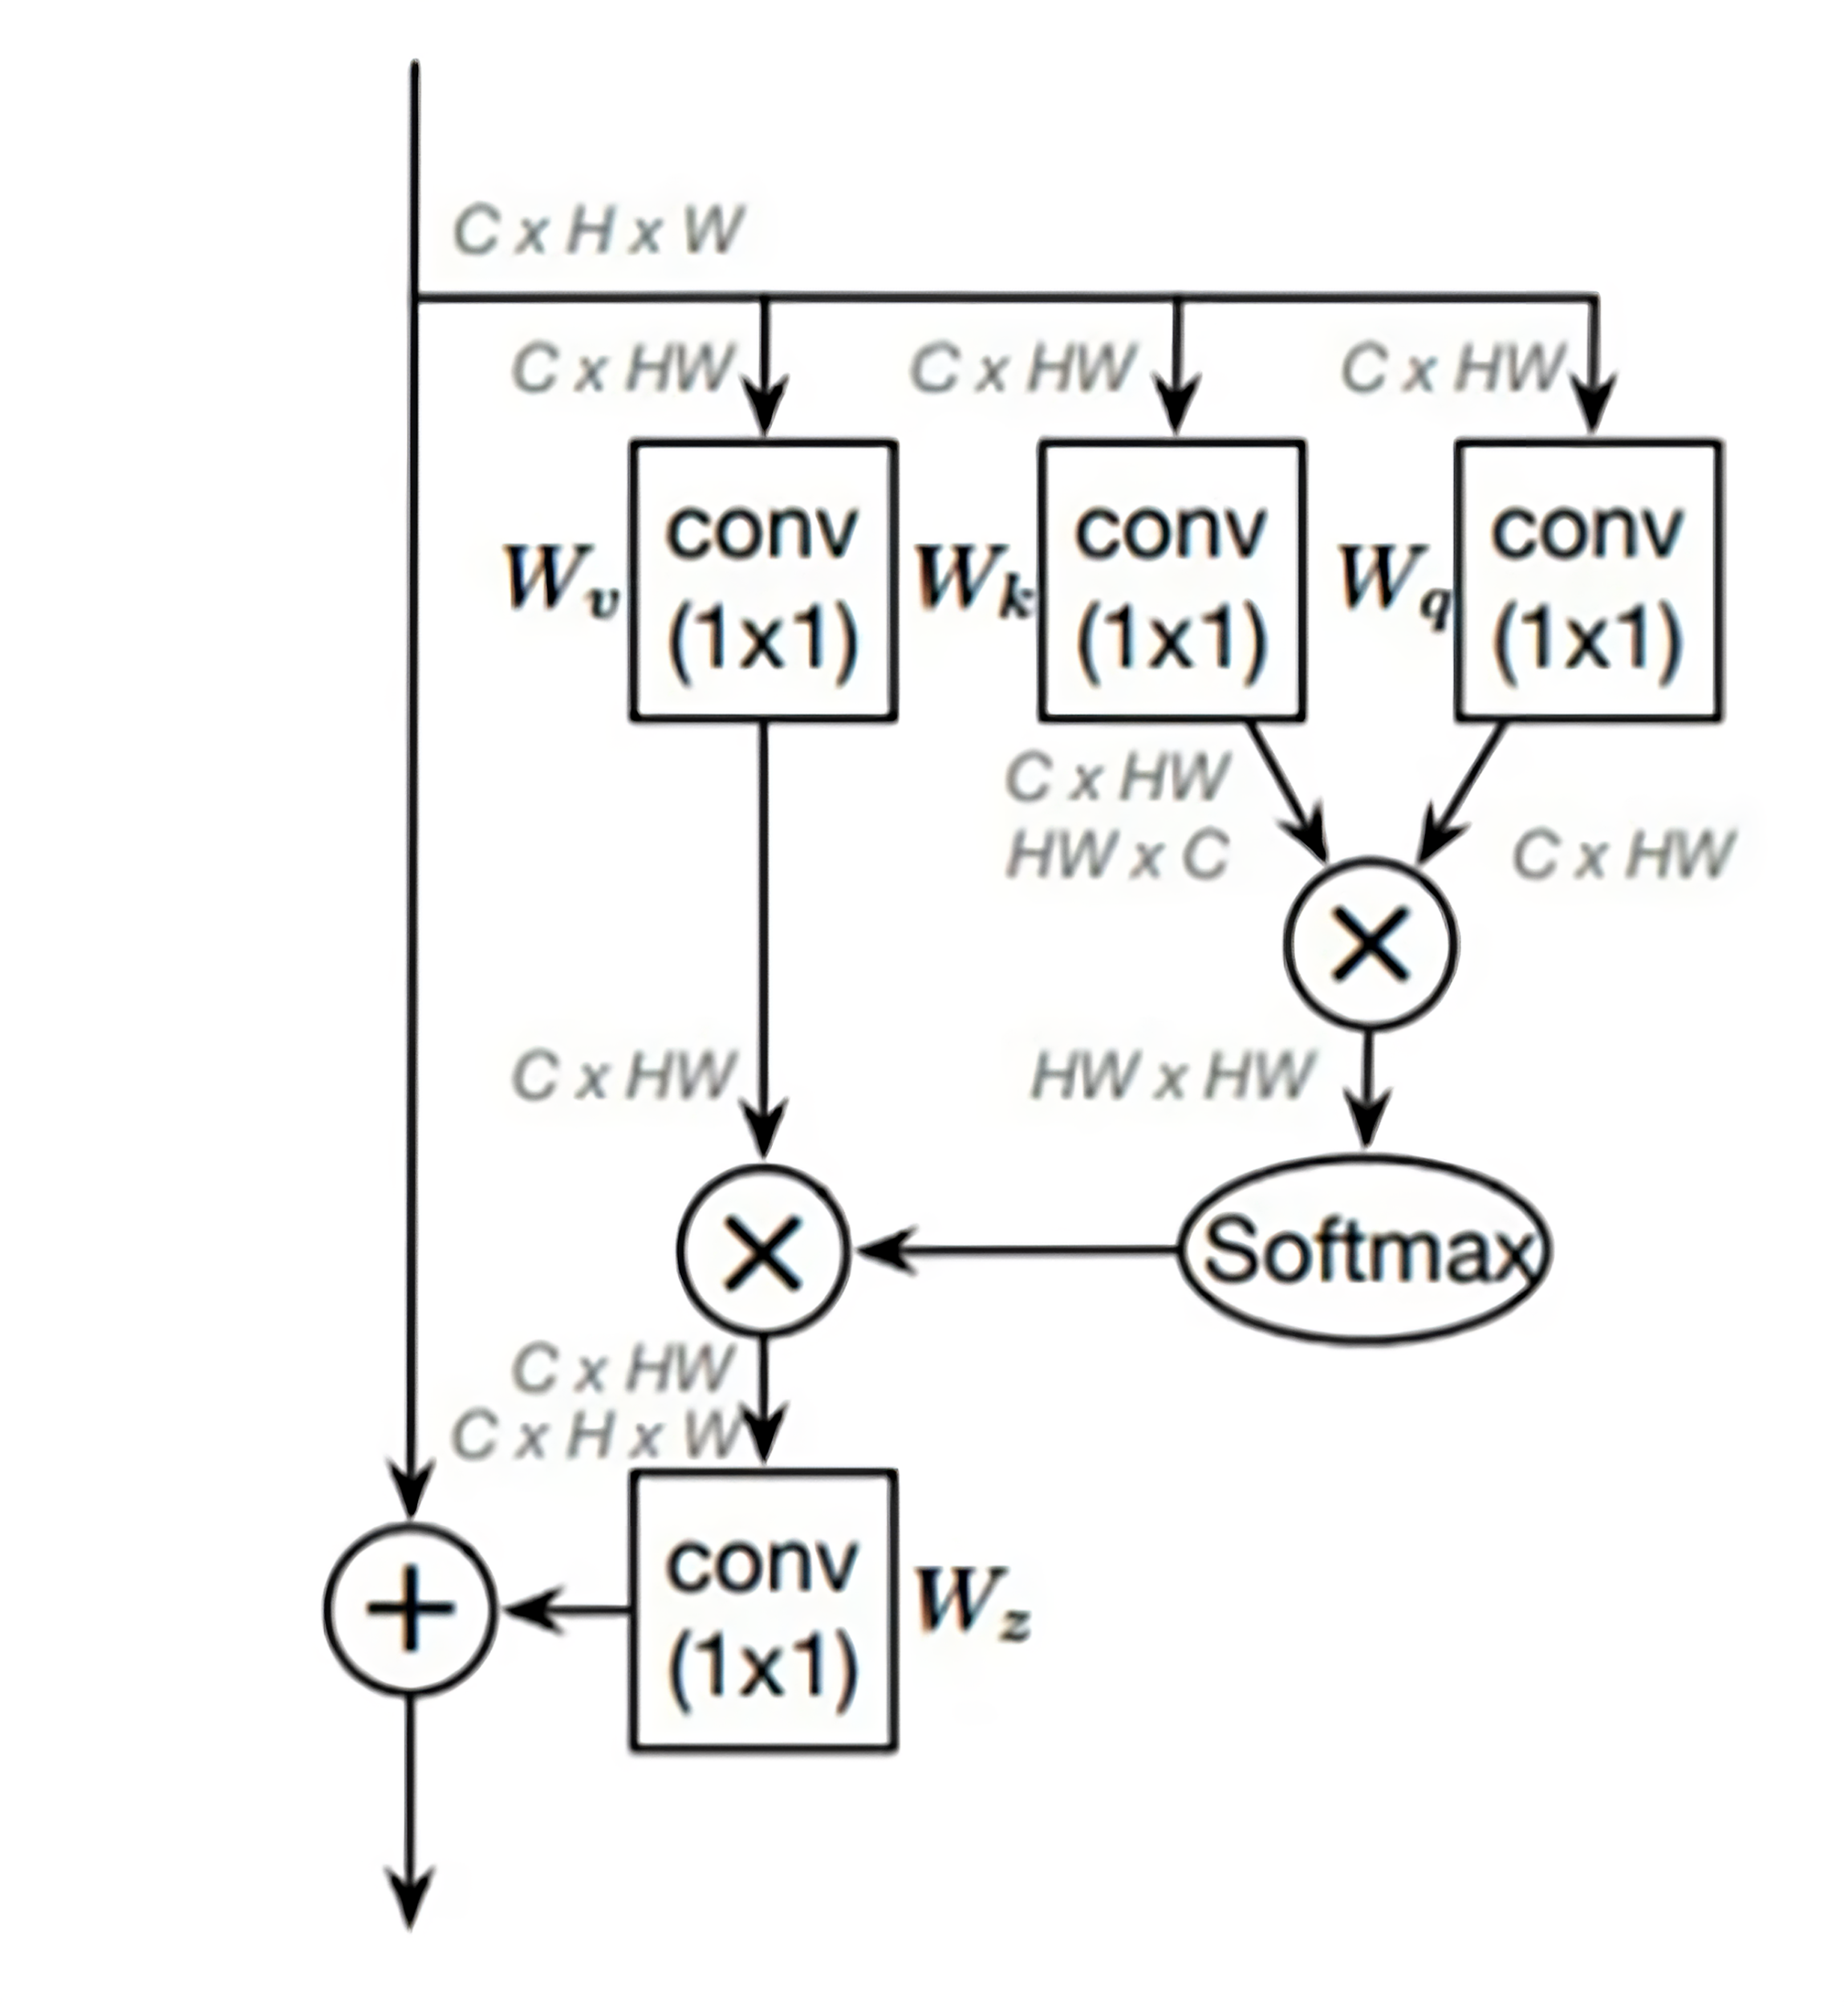 C x H x W
C x HW
C x HW
C x HW
W_v
conv
(1x1)
W_k
conv
(1x1)
W_q
conv
(1x1)
C x HW
HW x C
C x HW
×
C x HW
HW x HW
×
Softmax
C x HW
C x H x W
+
conv
(1x1)
W_z